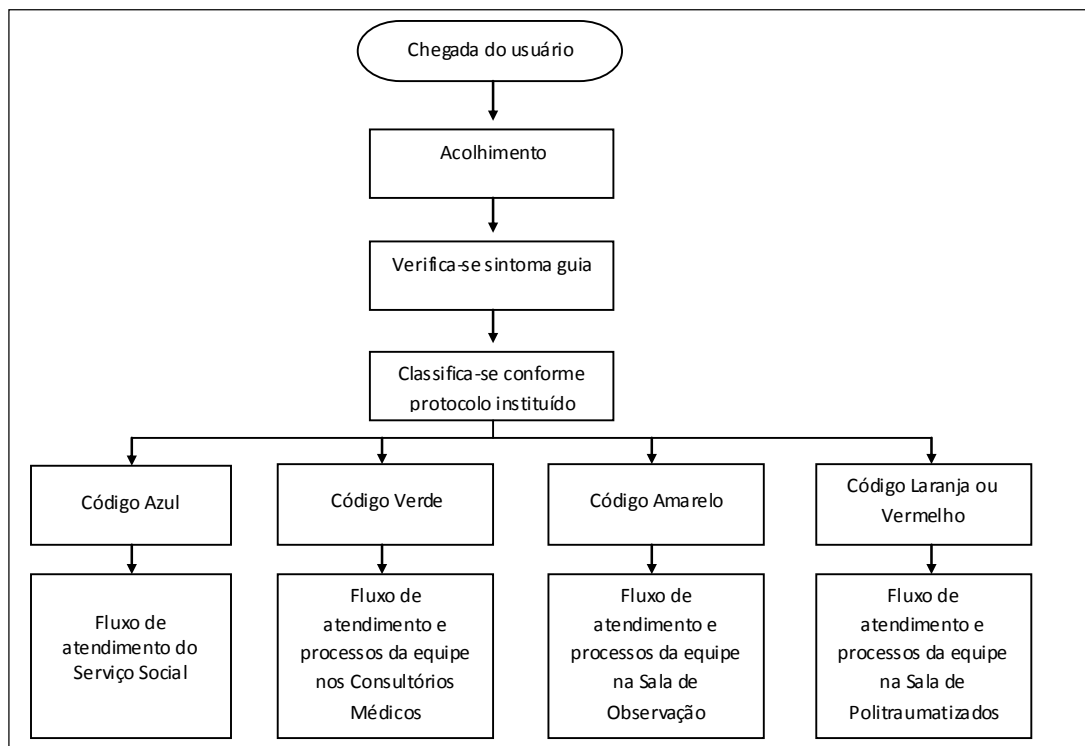 Chegada do usuário
Acolhimento
Verifica-se sintoma guia
Classifica-se conforme
protocolo instituído
Código Azul
Código Verde
Código Amarelo
Código Laranja ou
Vermelho
Fluxo de
atendimento do
Serviço Social
Fluxo de
atendimento e
processos da equipe
nos Consultórios
Médicos
Fluxo de
atendimento e
processos da equipe
na Sala de
Observação
Fluxo de
atendimento e
processos da equipe
na Sala de
Politraumatizados